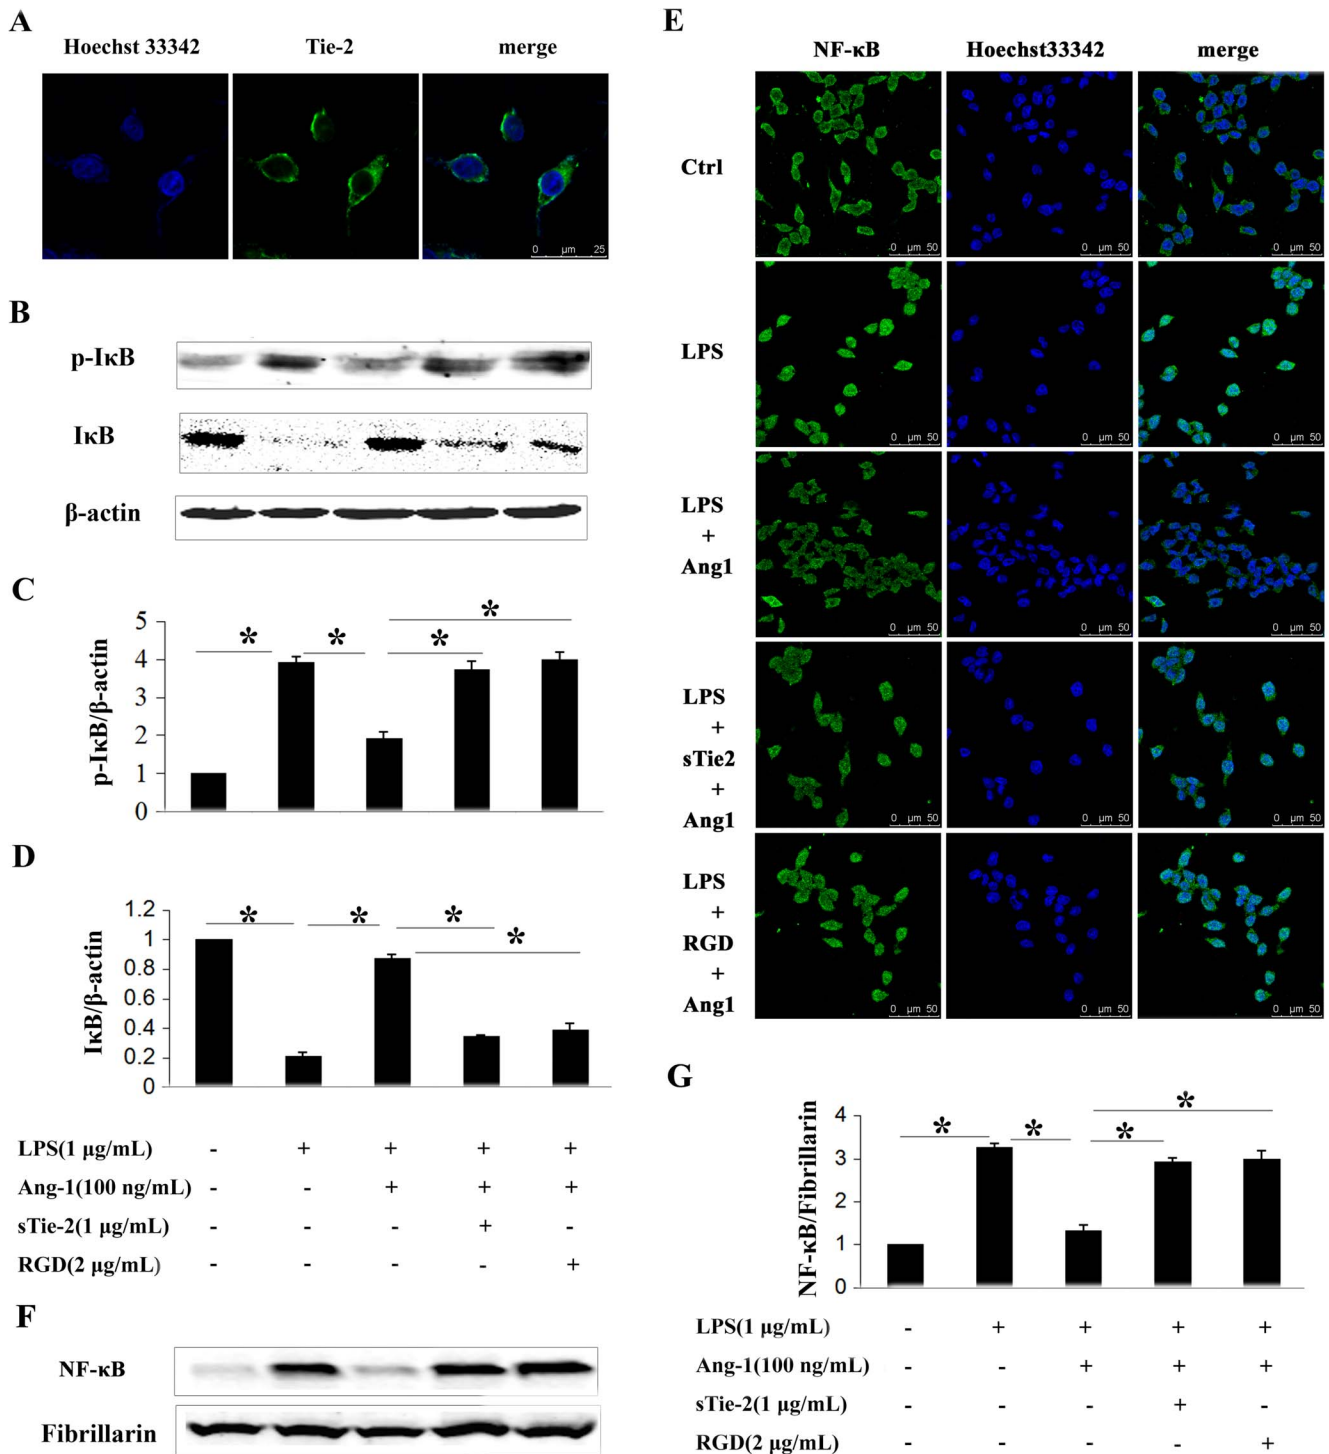 A
Hoechst 33342 Tie-2 merge
0 µm 25
B
p-IκB
IκB
β-actin
C
p-IκB/β-actin
5
4
3
2
1
0
* * * *
D
IκB/β-actin
1.2
1
0.8
0.6
0.4
0.2
0
* * * *
LPS(1 µg/mL) - + + + +
Ang-1(100 ng/mL) - - + + +
sTie-2(1 µg/mL) - - - + -
RGD(2 µg/mL) - - - - +
F
NF-κB
Fibrillarin
E
NF-κB Hoechst33342 merge
Ctrl
0 µm 50 0 µm 50 0 µm 50
LPS
0 µm 50 0 µm 50 0 µm 50
LPS
+
Ang1
0 µm 50 0 µm 50 0 µm 50
LPS
+
sTie2
+
Ang1
0 µm 50 0 µm 50 0 µm 50
LPS
+
RGD
+
Ang1
0 µm 50 0 µm 50 0 µm 50
G
NF-κB/Fibrillarin
4
3
2
1
0
* * * *
LPS(1 µg/mL) - + + + +
Ang-1(100 ng/mL) - - + + +
sTie-2(1 µg/mL) - - - + -
RGD(2 µg/mL) - - - - +